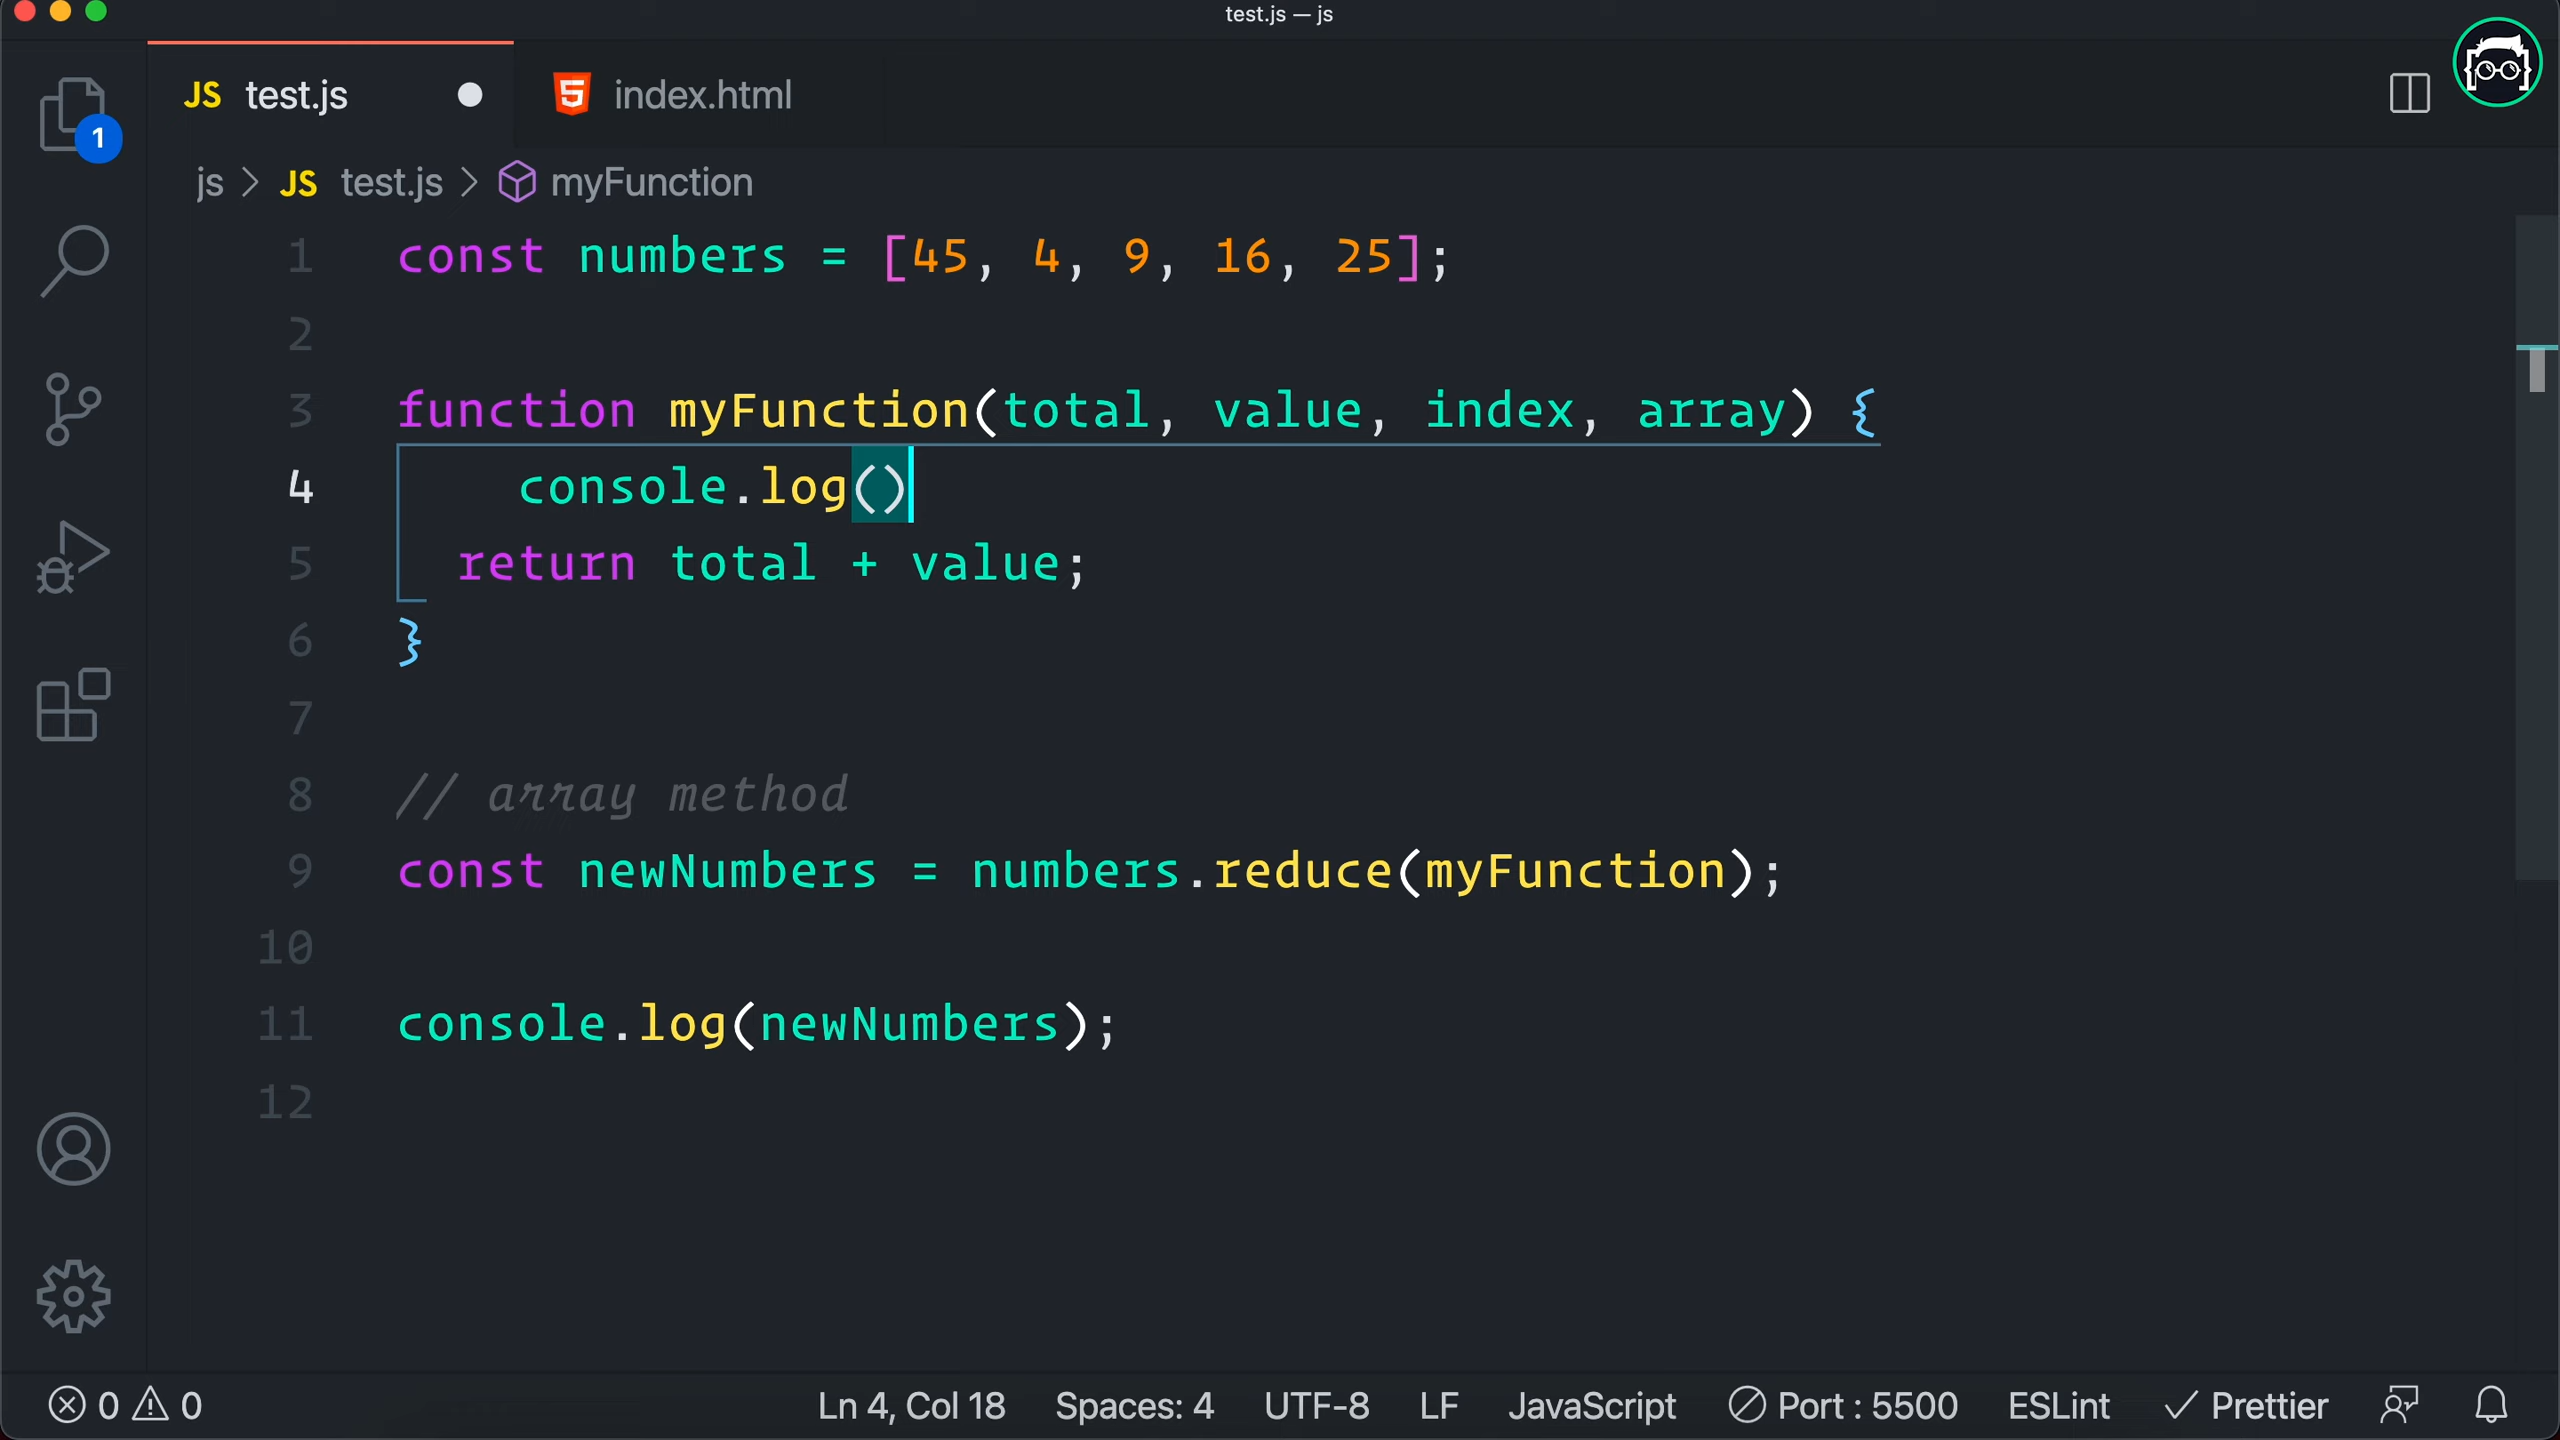 test.js — js
JS test.js index.html
1
js > JS test.js > myFunction
1 const numbers = [45, 4, 9, 16, 25];
2
3 function myFunction(total, value, index, array) {
4 console.log()
5 return total + value;
6 }
7
8 // array method
9 const newNumbers = numbers.reduce(myFunction);
10
11 console.log(newNumbers);
12
0 0 Ln 4, Col 18 Spaces: 4 UTF-8 LF JavaScript Port : 5500 ESLint Prettier